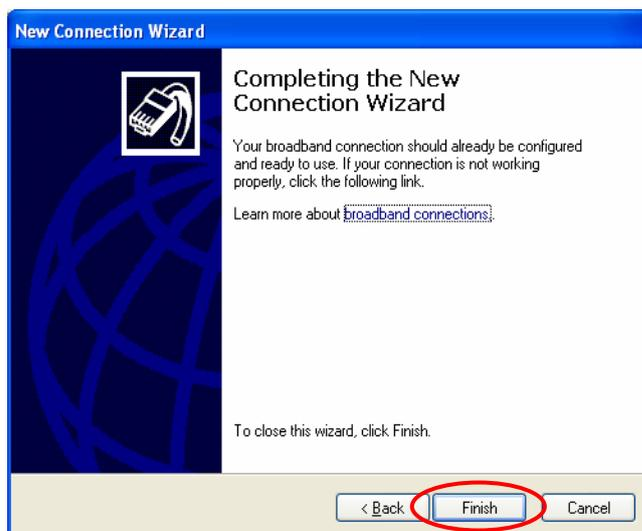 New Connection Wizard
Completing the New
Connection Wizard
Your broadband connection should already be configured
and ready to use. If your connection is not working
properly, click the following link.
Learn more about broadband connections.
To close this wizard, click Finish.
< Back
Finish
Cancel